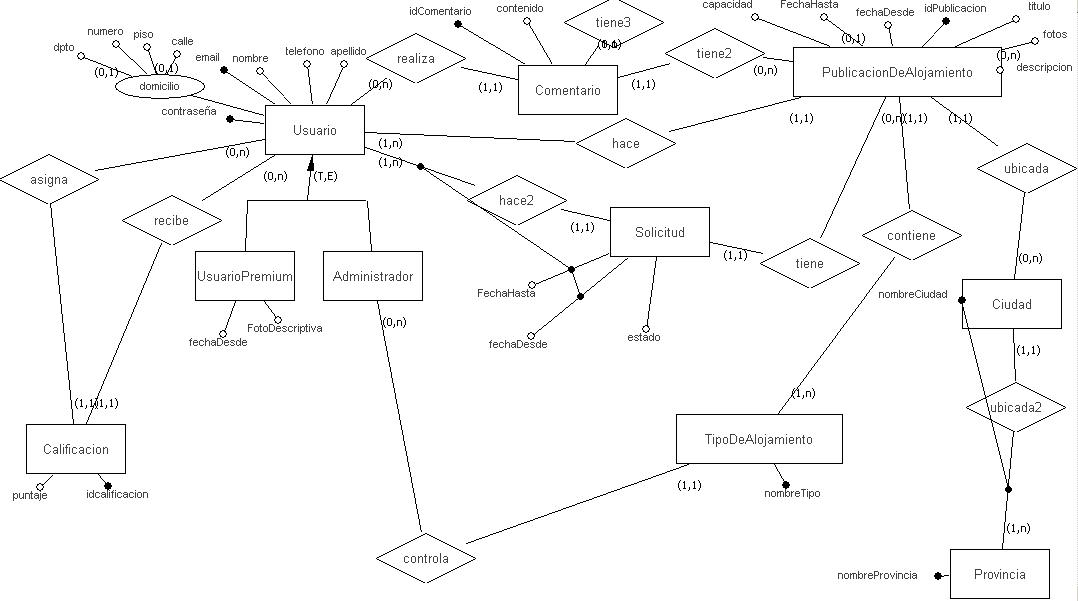 capacidad
FechaHasta
fechaDesde
idPublicacion
titulo
idComentario
contenido
tiene3
(0,1)
fotos
numero
piso
calle
dpto
(0,1)
(0,1)
domicilio
email
nombre
telefono
apellido
(0,n)
realiza
(1,1)
Comentario
(1,1)
tiene2
(0,n)
(0,n)
PublicacionDeAlojamiento
descripcion
contraseña
Usuario
(1,n)
(1,n)
hace
(1,1)
(0,n)
(1,1)
(1,1)
(0,n)
asigna
(0,n)
(T,E)
ubicada
recibe
hace2
(1,1)
Solicitud
(1,1)
tiene
contiene
(0,n)
UsuarioPremium
Administrador
FechaHasta
nombreCiudad
Ciudad
fechaDesde
FotoDescriptiva
(0,n)
fechaDesde
estado
(1,1)
(1,1)
(1,1)
(1,n)
ubicada2
Calificacion
TipoDeAlojamiento
puntaje
idcalificacion
(1,1)
nombreTipo
(1,n)
controla
nombreProvincia
Provincia